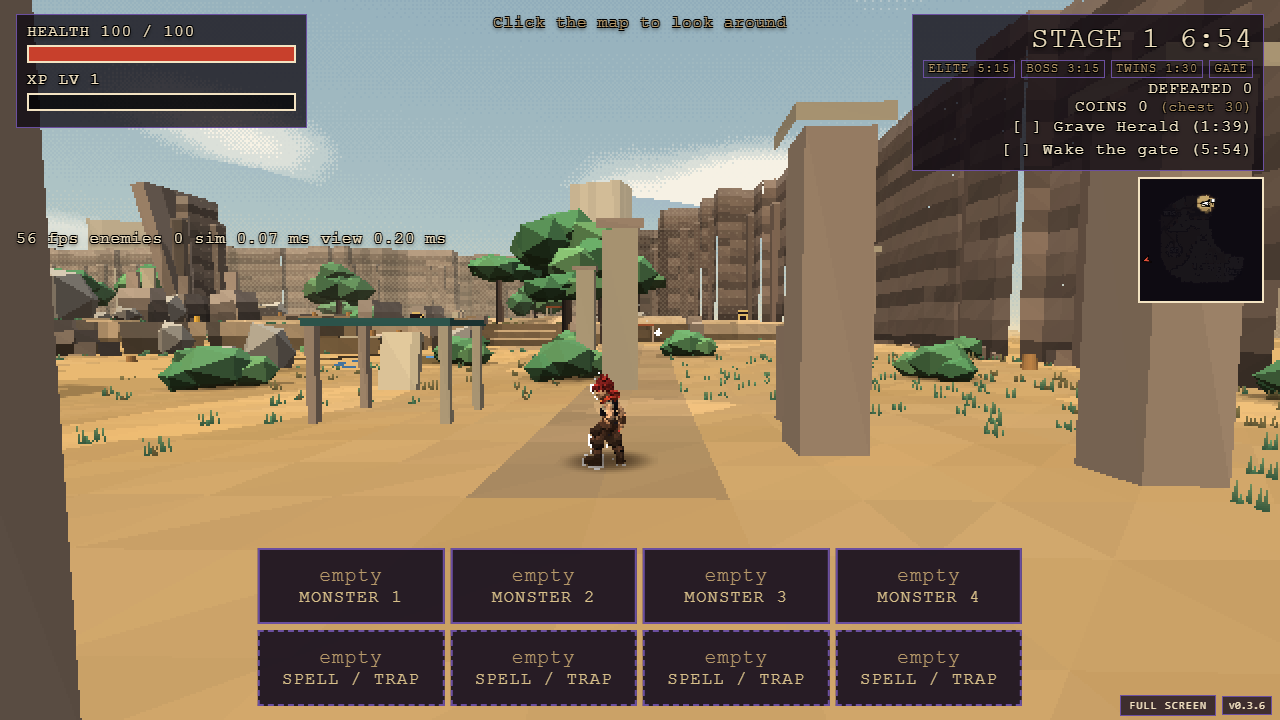 HEALTH 100 / 100
XP LV 1
Click the map to look around
STAGE 1 6:54
ELITE 5:15 BOSS 3:15 TWINS 1:30 GATE
DEFEATED 0
COINS 0 (chest 30)
[ ] Grave Herald (1:39)
[ ] Wake the gate (5:54)
56 fps enemies 0 sim 0.07 ms view 0.20 ms
empty
MONSTER 1
empty
MONSTER 2
empty
MONSTER 3
empty
MONSTER 4
empty
SPELL / TRAP
empty
SPELL / TRAP
empty
SPELL / TRAP
empty
SPELL / TRAP
FULL SCREEN
v0.3.6